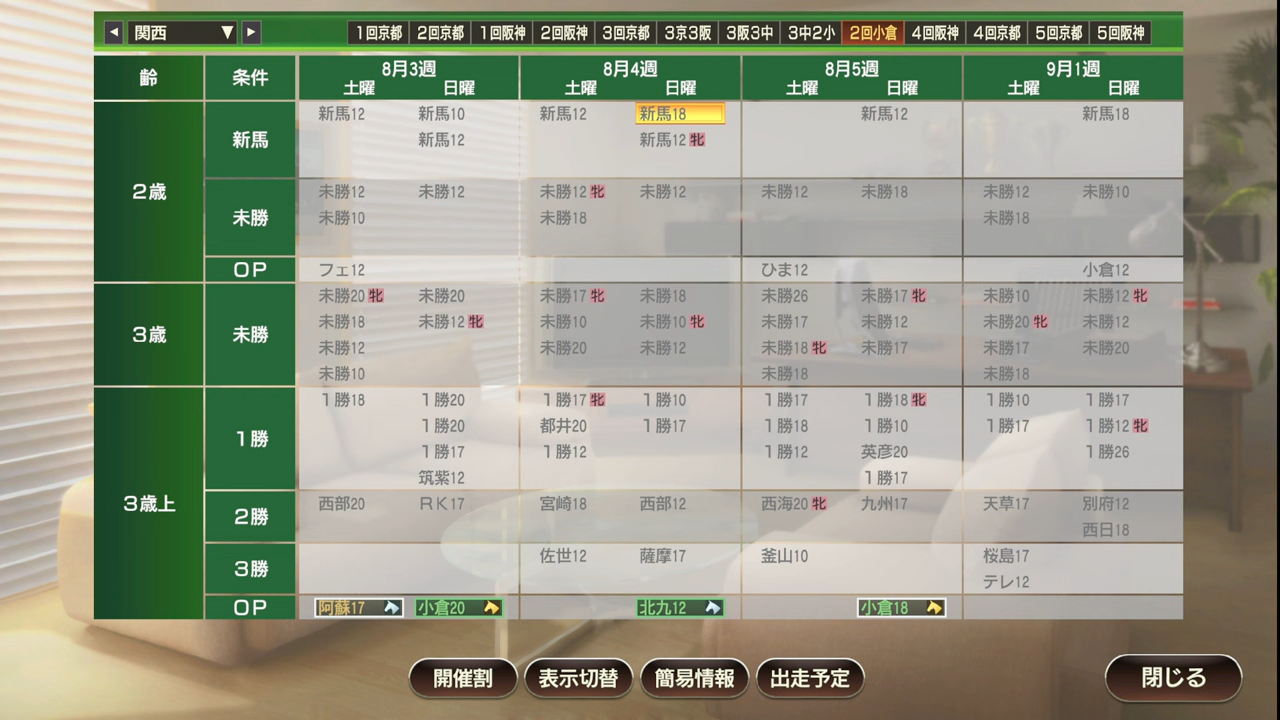 ◀ 関西 ▼ ▶ 1回京都 2回京都 1回阪神 2回阪神 3回京都 3京3阪 3阪3中 3中2小 2回小倉 4回阪神 4回京都 5回京都 5回阪神
齢 条件 8月3週 8月4週 8月5週 9月1週
土曜 日曜 土曜 日曜 土曜 日曜 土曜 日曜
2歳
新馬
新馬12 新馬10 新馬12 新馬18 新馬12 新馬18
新馬12 新馬12 牝
未勝
未勝12 未勝12 未勝12 牝 未勝12 未勝12 未勝18 未勝12 未勝10
未勝10 未勝18 未勝18
OP フェ12 ひま12 小倉12
3歳
未勝
未勝20 牝 未勝20 未勝17 牝 未勝18 未勝26 未勝17 牝 未勝10 未勝12 牝
未勝18 未勝12 牝 未勝10 未勝10 牝 未勝17 未勝12 未勝20 牝 未勝12
未勝12 未勝20 未勝12 未勝18 牝 未勝17 未勝17 未勝20
未勝10 未勝18 未勝18
3歳上
1勝
1勝18 1勝20 1勝17 牝 1勝10 1勝17 1勝18 牝 1勝10 1勝17
1勝20 都井20 1勝17 1勝18 1勝10 1勝17 1勝12 牝
1勝17 1勝12 1勝12 英彦20 1勝26
筑紫12 1勝17
2勝
西部20 RK17 宮崎18 西部12 西海20 牝 九州17 天草17 別府12
西日18
3勝
佐世12 薩摩17 釜山10 桜島17
テレ12
OP 阿蘇17 小倉20 北九12 小倉18
開催割 表示切替 簡易情報 出走予定 閉じる